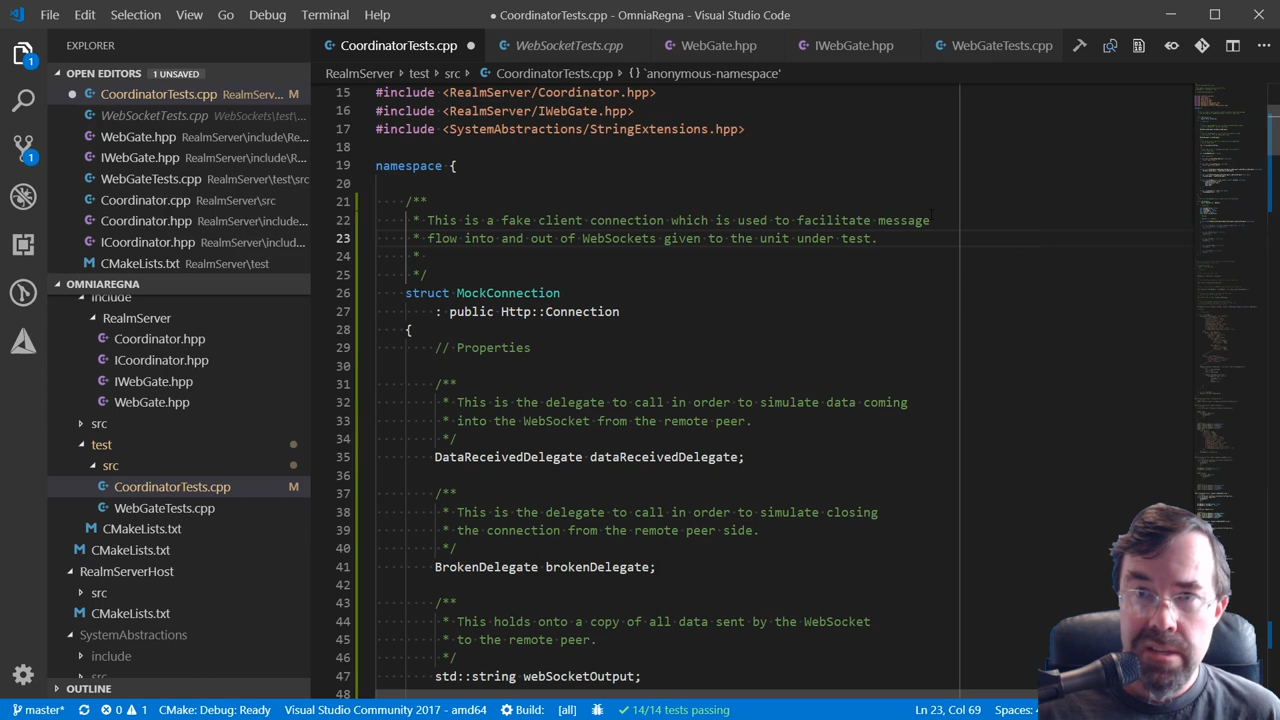 File Edit Selection View Go Debug Terminal Help
● CoordinatorTests.cpp - OmniaRegna - Visual Studio Code
EXPLORER
CoordinatorTests.cpp ●
WebSocketTests.cpp
WebGate.hpp
IWebGate.hpp
WebGateTests.cpp
OPEN EDITORS 1 UNSAVED
● CoordinatorTests.cpp RealmServ... M
WebSocketTests.cpp WebSockets\test\...
WebGate.hpp RealmServer\include\Re...
IWebGate.hpp RealmServer\include\R...
WebGateTests.cpp RealmServer\test\src
Coordinator.cpp RealmServer\src
Coordinator.hpp RealmServer\includ...
ICoordinator.hpp RealmServer\inclu...
CMakeLists.txt RealmServer\test
OMNIAREGNA
include
RealmServer
Coordinator.hpp
ICoordinator.hpp
IWebGate.hpp
WebGate.hpp
src
test
src
CoordinatorTests.cpp M
WebGateTests.cpp
CMakeLists.txt
CMakeLists.txt
RealmServerHost
src
CMakeLists.txt
SystemAbstractions
include
OUTLINE
RealmServer › test › src › CoordinatorTests.cpp › {} `anonymous-namespace'
15 #include <RealmServer/Coordinator.hpp>
16 #include <RealmServer/IWebGate.hpp>
17 #include <SystemAbstractions/StringExtensions.hpp>
18
19 namespace {
20
21 /**
22 * This is a fake client connection which is used to facilitate message
23 * flow into and out of WebSockets given to the unit under test.
24 *
25 */
26 struct MockConnection
27 : public Http::Connection
28 {
29 // Properties
30
31 /**
32 * This is the delegate to call in order to simulate data coming
33 * into the WebSocket from the remote peer.
34 */
35 DataReceivedDelegate dataReceivedDelegate;
36
37 /**
38 * This is the delegate to call in order to simulate closing
39 * the connection from the remote peer side.
40 */
41 BrokenDelegate brokenDelegate;
42
43 /**
44 * This holds onto a copy of all data sent by the WebSocket
45 * to the remote peer.
46 */
47 std::string webSocketOutput;
48
master* 0 1 CMake: Debug: Ready Visual Studio Community 2017 - amd64 Build: [all] ✓ 14/14 tests passing Ln 23, Col 69